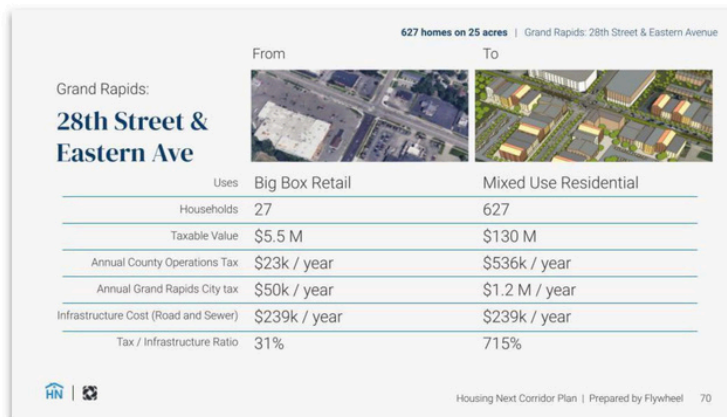 627 homes on 25 acres | Grand Rapids: 28th Street & Eastern Avenue
From To
Grand Rapids:
28th Street &
Eastern Ave
Uses Big Box Retail Mixed Use Residential
Households 27 627
Taxable Value $5.5 M $130 M
Annual County Operations Tax $23k / year $536k / year
Annual Grand Rapids City tax $50k / year $1.2 M / year
Infrastructure Cost (Road and Sewer) $239k / year $239k / year
Tax / Infrastructure Ratio 31% 715%
HN Housing Next Corridor Plan | Prepared by Flywheel 70